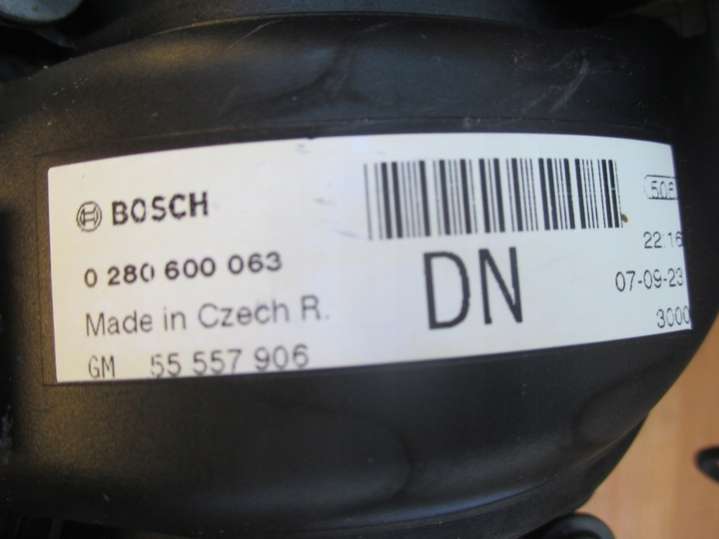 BOSCH
0 280 600 063
Made in Czech R.
GM 55 557 906
DN
22:16
07-09-23
3000